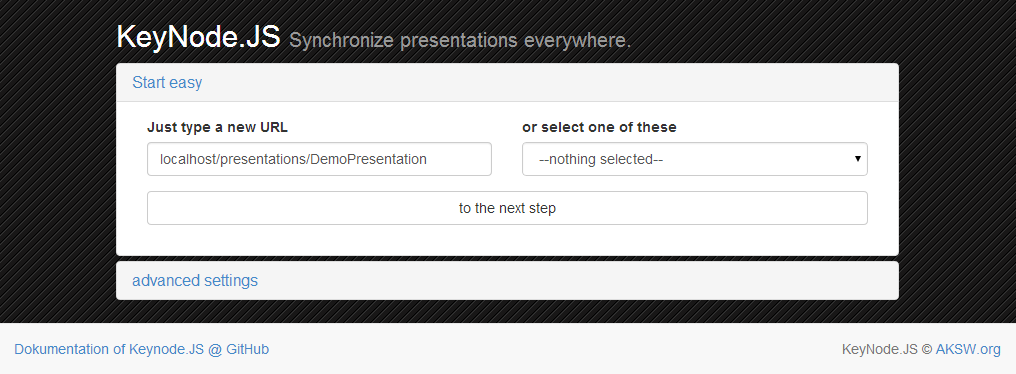 KeyNode.JS Synchronize presentations everywhere.
Start easy
Just type a new URL
or select one of these
localhost/presentations/DemoPresentation
--nothing selected--
to the next step
advanced settings
Dokumentation of Keynode.JS @ GitHub
KeyNode.JS © AKSW.org